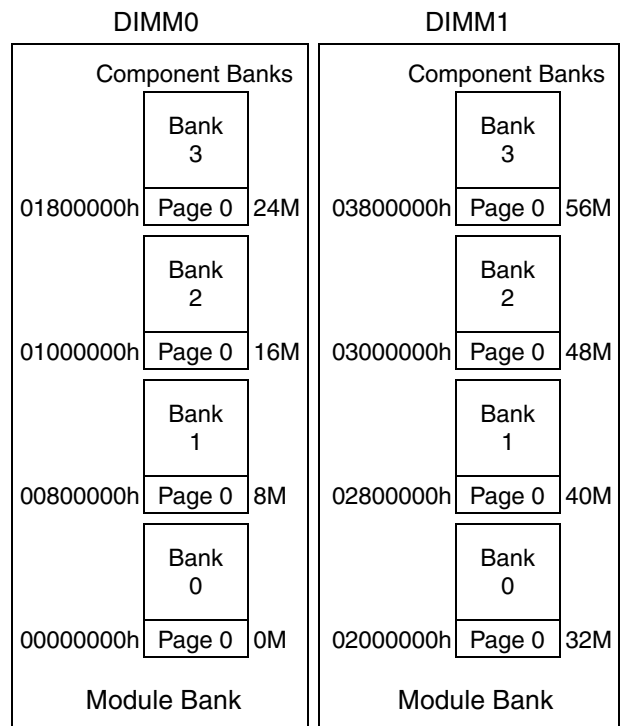 DIMM0
Component Banks
Bank
3
01800000h Page 0 24M
Bank
2
01000000h Page 0 16M
Bank
1
00800000h Page 0 8M
Bank
0
00000000h Page 0 0M
Module Bank
DIMM1
Component Banks
Bank
3
03800000h Page 0 56M
Bank
2
03000000h Page 0 48M
Bank
1
02800000h Page 0 40M
Bank
0
02000000h Page 0 32M
Module Bank